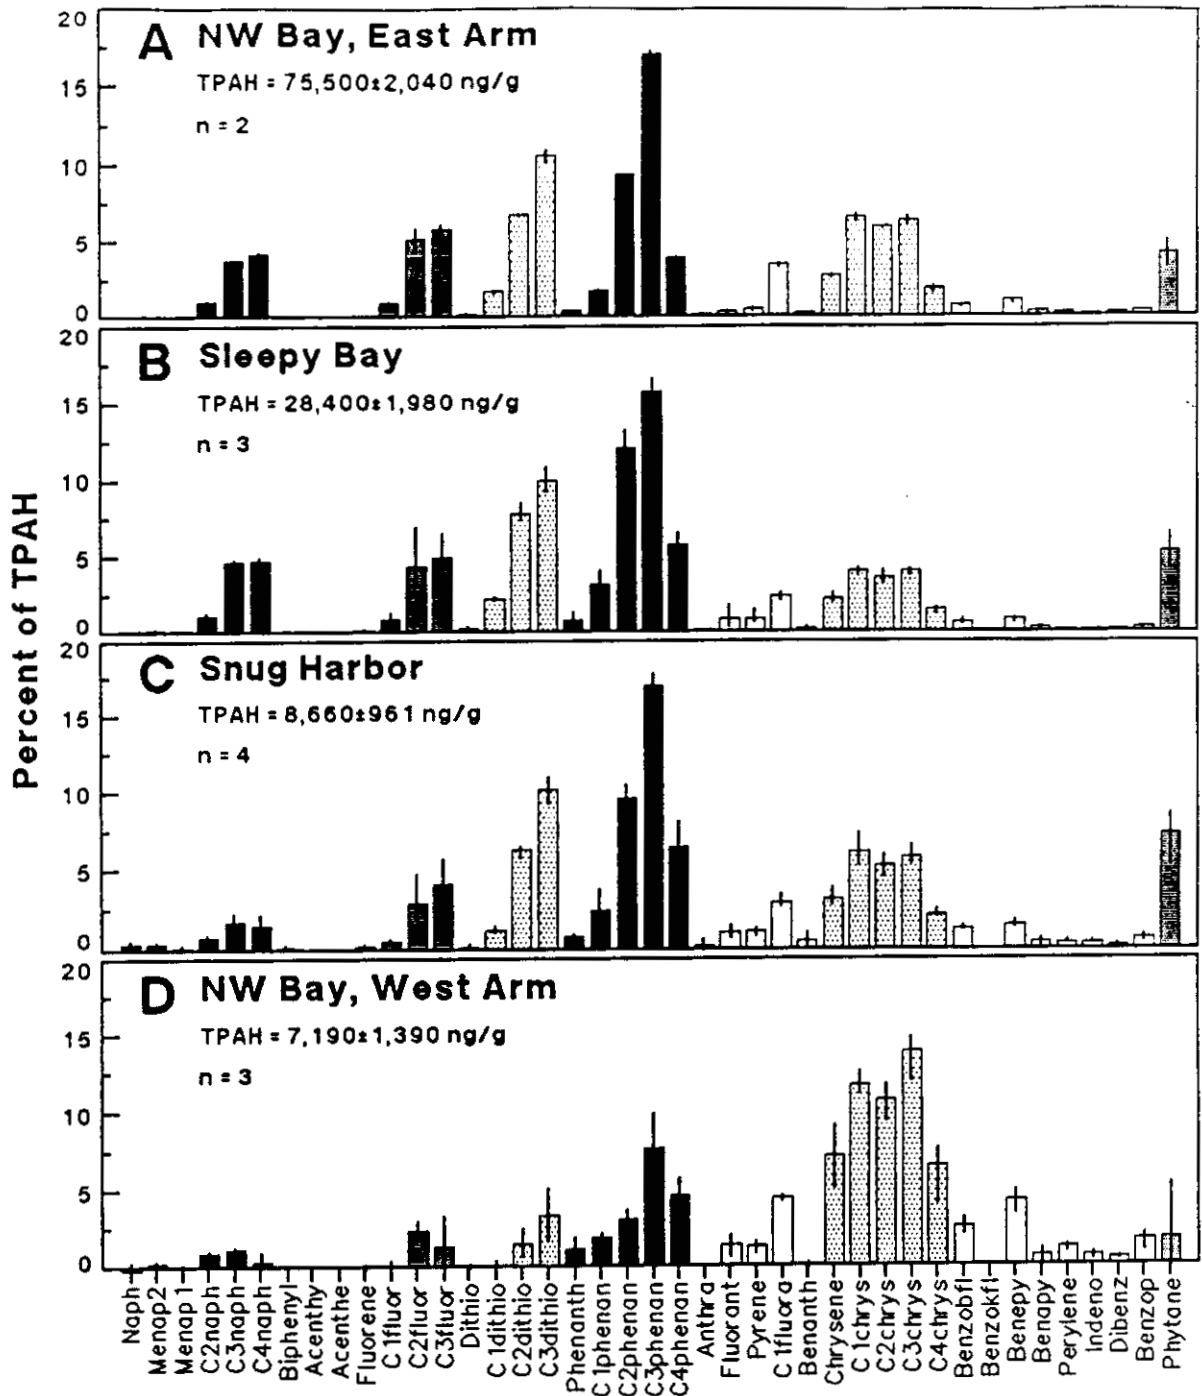 Percent of TPAH
20
15
10
5
0
A NW Bay, East Arm
TPAH = 75,500±2,040 ng/g
n = 2
20
15
10
5
0
B Sleepy Bay
TPAH = 28,400±1,980 ng/g
n = 3
20
15
10
5
0
C Snug Harbor
TPAH = 8,660±961 ng/g
n = 4
20
15
10
5
0
D NW Bay, West Arm
TPAH = 7,190±1,390 ng/g
n = 3
Naph
Menap2
Menap 1
C2naph
C3naph
C4naph
Biphenyl
Acenthy
Acenthe
Fluorene
C1fluor
C2fluor
C3fluor
Dithio
C1dithio
C2dithio
C3dithio
Phenanth
C1phenan
C2phenan
C3phenan
C4phenan
Anthra
Fluorant
Pyrene
C1fluora
Benanth
Chrysene
C1chrys
C2chrys
C3chrys
C4chrys
Benzobfl
Benzokfl
Benepy
Benapy
Perylene
Indeno
Dibenz
Benzop
Phytane